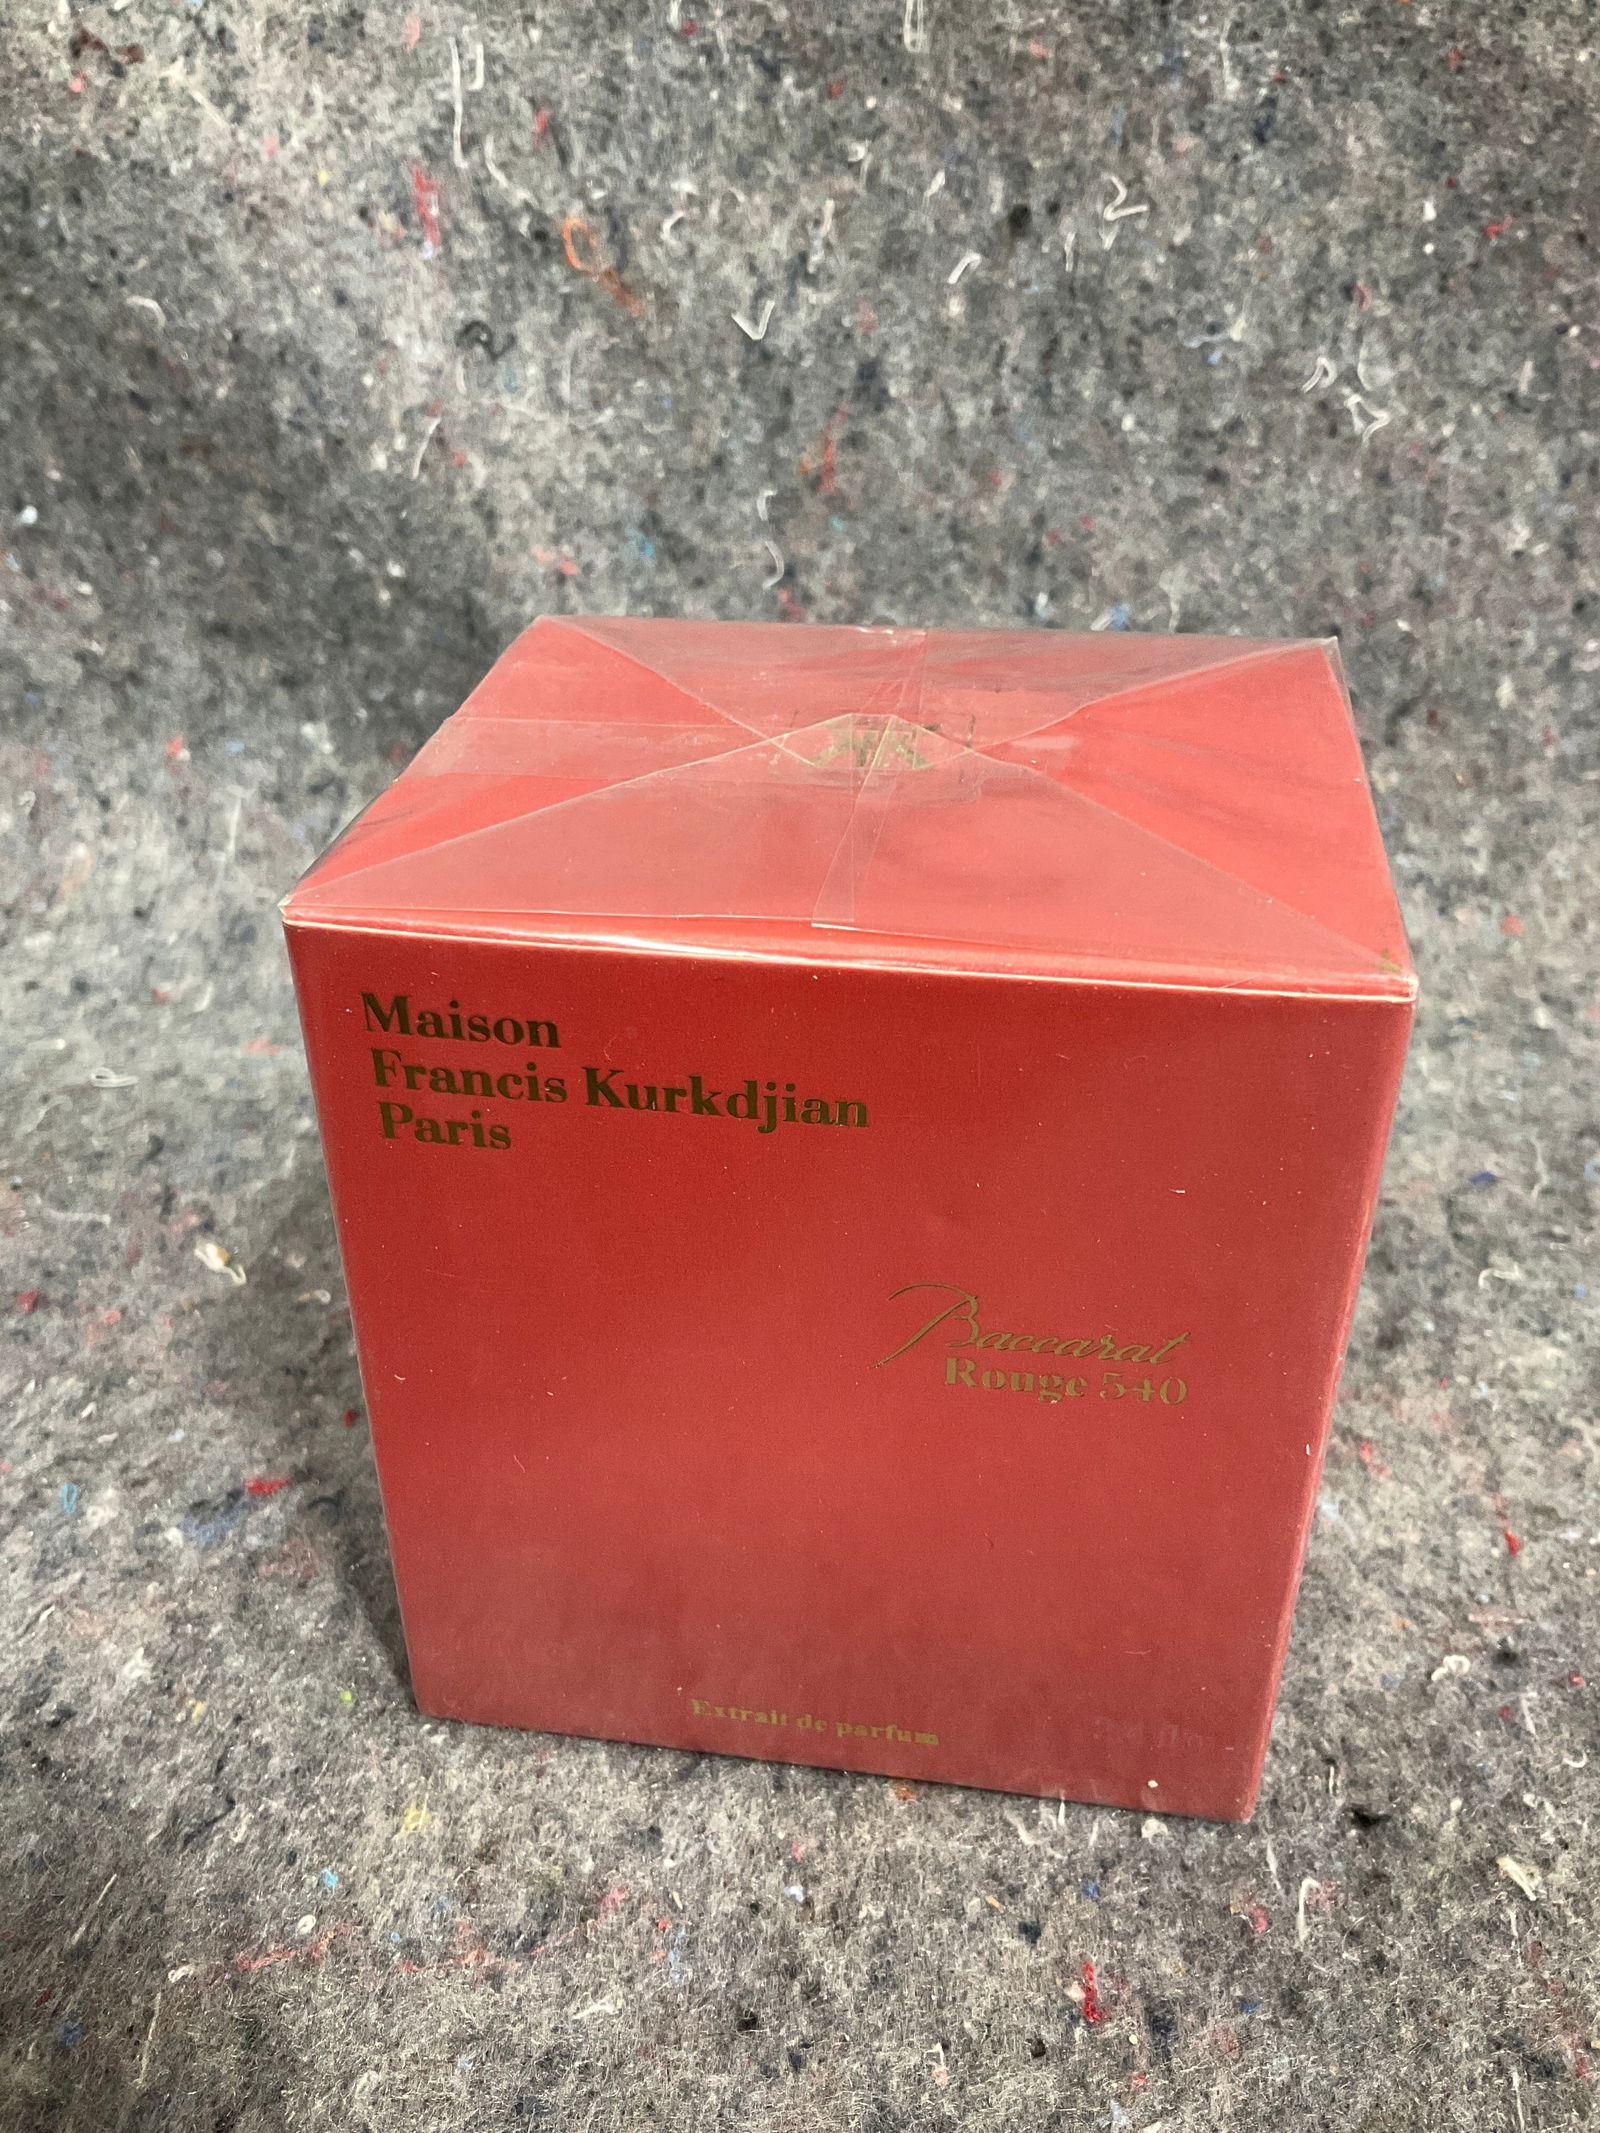 Maison
Francis Kurkdjian
Paris
Baccarat
Rouge 540
Extrait de parfum